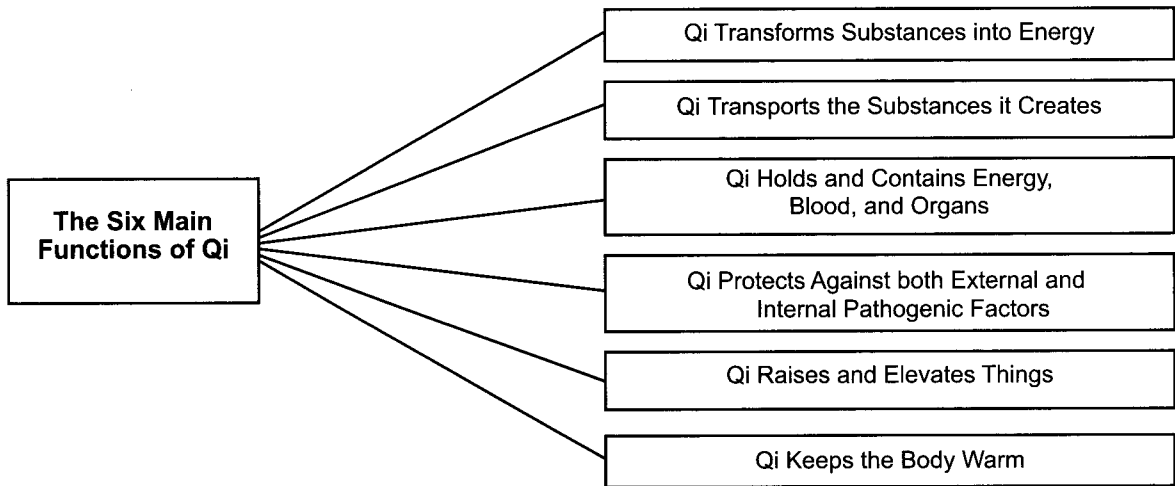 The Six Main
Functions of Qi
Qi Transforms Substances into Energy
Qi Transports the Substances it Creates
Qi Holds and Contains Energy,
Blood, and Organs
Qi Protects Against both External and
Internal Pathogenic Factors
Qi Raises and Elevates Things
Qi Keeps the Body Warm